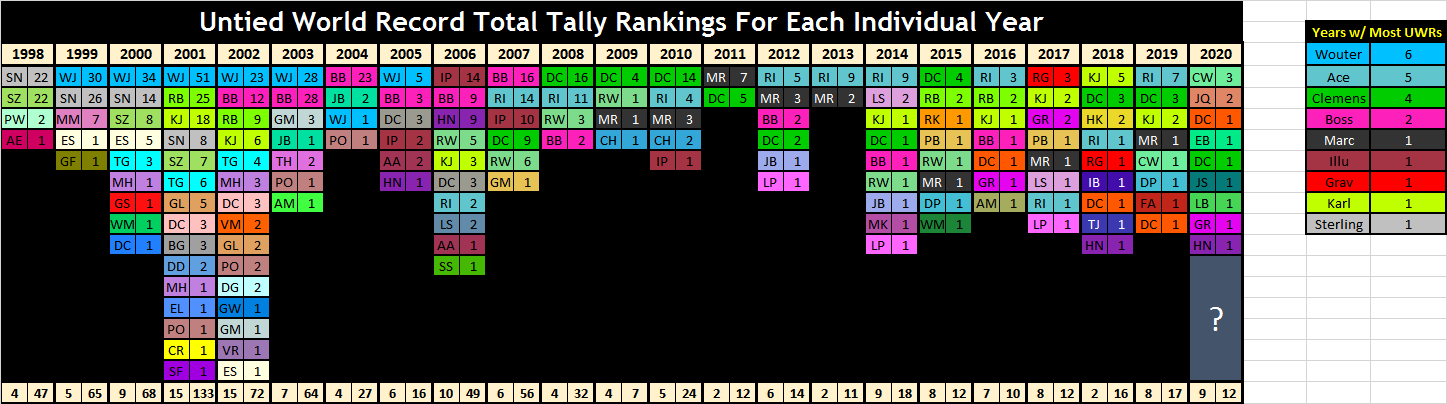 Untied World Record Total Tally Rankings For Each Individual Year
Years w/ Most UWRs
1998 1999 2000 2001 2002 2003 2004 2005 2006 2007 2008 2009 2010 2011 2012 2013 2014 2015 2016 2017 2018 2019 2020
SN 22 WJ 30 WJ 34 WJ 51 WJ 23 WJ 28 BB 23 WJ 5 IP 14 BB 16 DC 16 DC 4 DC 14 MR 7 RI 5 RI 9 RI 9 DC 4 RI 3 RG 3 KJ 5 RI 7 CW 3
SZ 22 SN 26 SN 14 RB 25 BB 12 BB 28 JB 2 BB 3 BB 9 RI 14 RI 11 RW 1 RI 4 DC 5 MR 3 MR 2 LS 2 RB 2 RB 2 KJ 2 DC 3 DC 3 JQ 2
PW 2 MM 7 SZ 8 KJ 18 RB 9 GM 3 WJ 1 DC 3 HN 9 IP 10 RW 3 MR 1 MR 3 BB 2 KJ 1 RK 1 KJ 2 GR 2 HK 2 KJ 2 DC 1
AE 1 ES 1 ES 5 SN 8 KJ 6 JB 1 PO 1 IP 2 RW 5 DC 9 BB 2 CH 1 CH 2 DC 2 DC 1 RB 1 BB 1 PB 1 RI 1 MR 1 EB 1
GF 1 TG 3 SZ 7 TG 4 TH 2 AA 2 KJ 3 RW 6 IP 1 JB 1 BB 1 RW 1 DC 1 MR 1 RG 1 CW 1 DC 1
MH 1 TG 6 MH 3 PO 1 HN 1 DC 3 GM 1 LP 1 RW 1 MR 1 GR 1 LS 1 IB 1 DP 1 JS 1
GS 1 GL 5 DC 3 AM 1 RI 2 JB 1 DP 1 AM 1 RI 1 DC 1 FA 1 LB 1
WM 1 DC 3 VM 2 LS 2 MK 1 WM 1 LP 1 TJ 1 DC 1 GR 1
DC 1 BG 3 GL 2 AA 1 LP 1 HN 1 HN 1
DD 2 PO 2 SS 1
MH 1 DG 2
EL 1 GW 1
PO 1 GM 1
CR 1 VR 1
SF 1 ES 1
?
4 47 5 65 9 68 15 133 15 72 7 65 4 27 6 16 10 49 6 56 4 32 4 7 5 24 2 12 6 14 2 11 9 18 8 12 7 10 8 12 2 16 8 17 9 12
Wouter 6
Ace 5
Clemens 4
Boss 2
Marc 1
Illu 1
Grav 1
Karl 1
Sterling 1